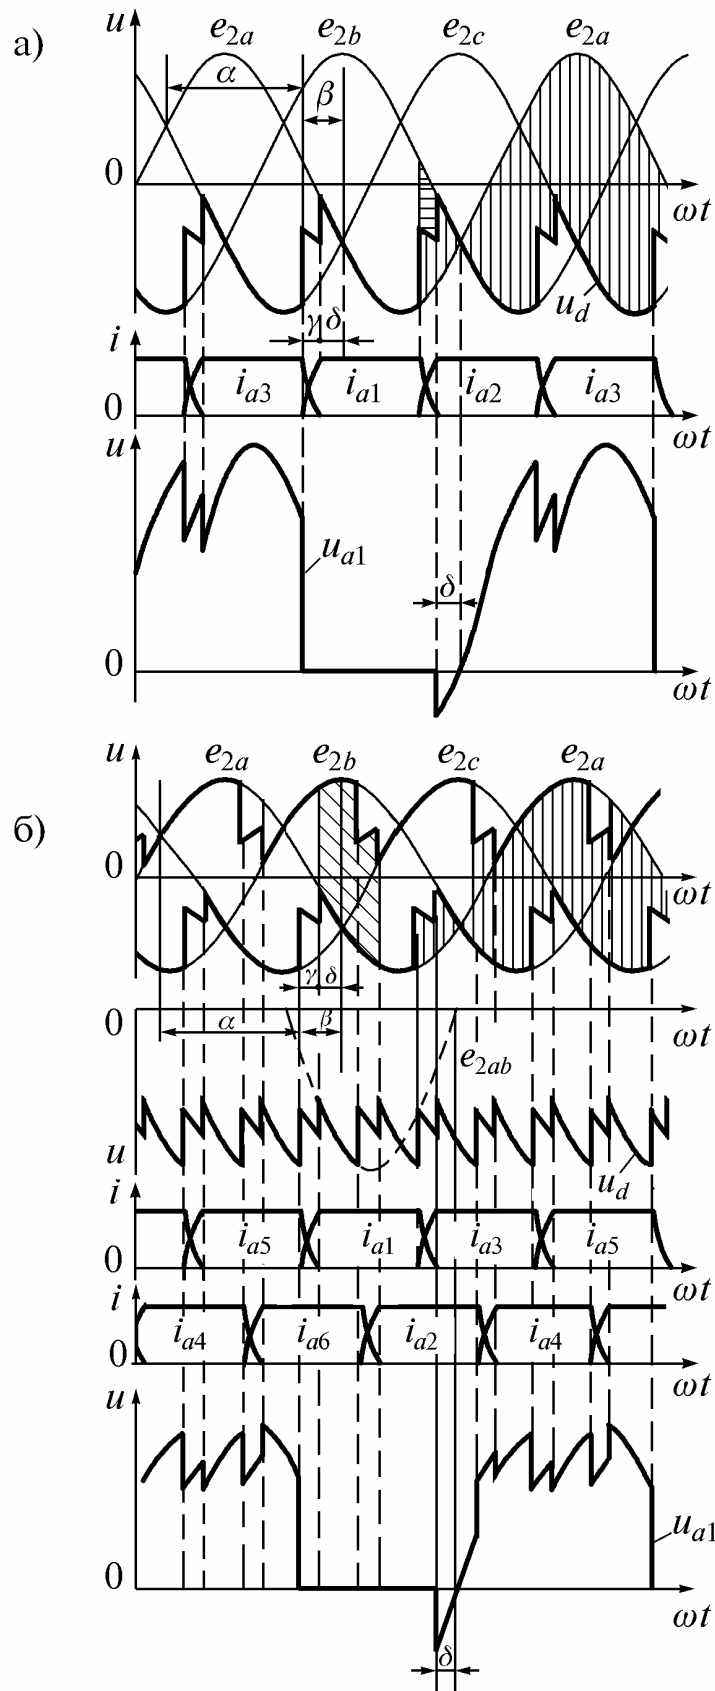 а)
u
e2a e2b e2c e2a
α
β
0
ωt
ud
γ δ
i
ia3 ia1 ia2 ia3
0
ωt
u
ua1
δ
0
ωt
б)
u
e2a e2b e2c e2a
0
ωt
γ δ
0
α β
ωt
e2ab
u
ud
i
ia5 ia1 ia3 ia5
0
ωt
i
ia4 ia6 ia2 ia4
0
ωt
u
ua1
0
ωt
δ